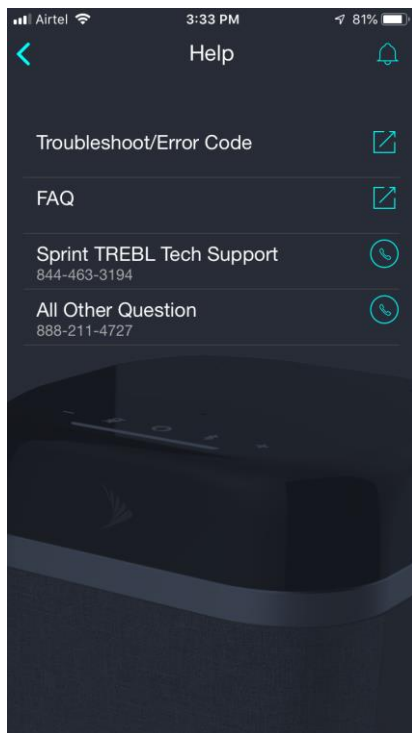 Airtel 3:33 PM 81%
Help
Troubleshoot/Error Code
FAQ
Sprint TREBL Tech Support
844-463-3194
All Other Question
888-211-4727